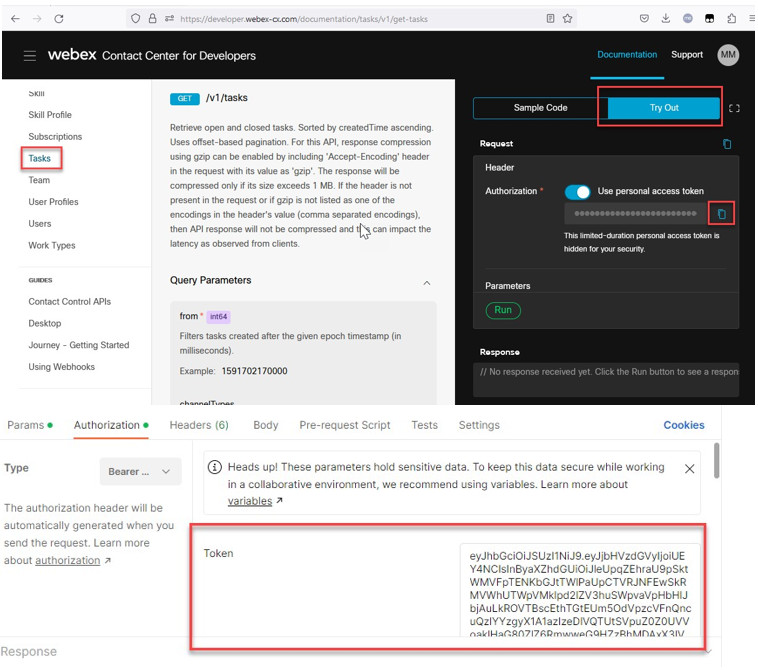 https://developer.webex-cx.com/documentation/tasks/v1/get-tasks
webex Contact Center for Developers
Documentation
Support
MM
Skill
Skill Profile
Subscriptions
Tasks
Team
User Profiles
Users
Work Types
GUIDES
Contact Control APIs
Desktop
Journey - Getting Started
Using Webhooks
GET /v1/tasks
Retrieve open and closed tasks. Sorted by createdTime ascending.
Uses offset-based pagination. For this API, response compression
using gzip can be enabled by including 'Accept-Encoding' header
in the request with its value as 'gzip'. The response will be
compressed only if its size exceeds 1 MB. If the header is not
present in the request or if gzip is not listed as one of the
encodings in the header's value (comma separated encodings),
then API response will not be compressed and this can impact the
latency as observed from clients.
Query Parameters
from * int64
Filters tasks created after the given epoch timestamp (in
milliseconds).
Example: 1591702170000
channelTypes
Sample Code
Try Out
Request
Header
Authorization *
Use personal access token
This limited-duration personal access token is
hidden for your security.
Parameters
Run
Response
// No response received yet. Click the Run button to see a respon
Params
Authorization
Headers (6)
Body
Pre-request Script
Tests
Settings
Cookies
Type
Bearer ...
The authorization header will be
automatically generated when you
send the request. Learn more
about authorization ↗
Heads up! These parameters hold sensitive data. To keep this data secure while working
in a collaborative environment, we recommend using variables. Learn more about
variables ↗
Token
Response